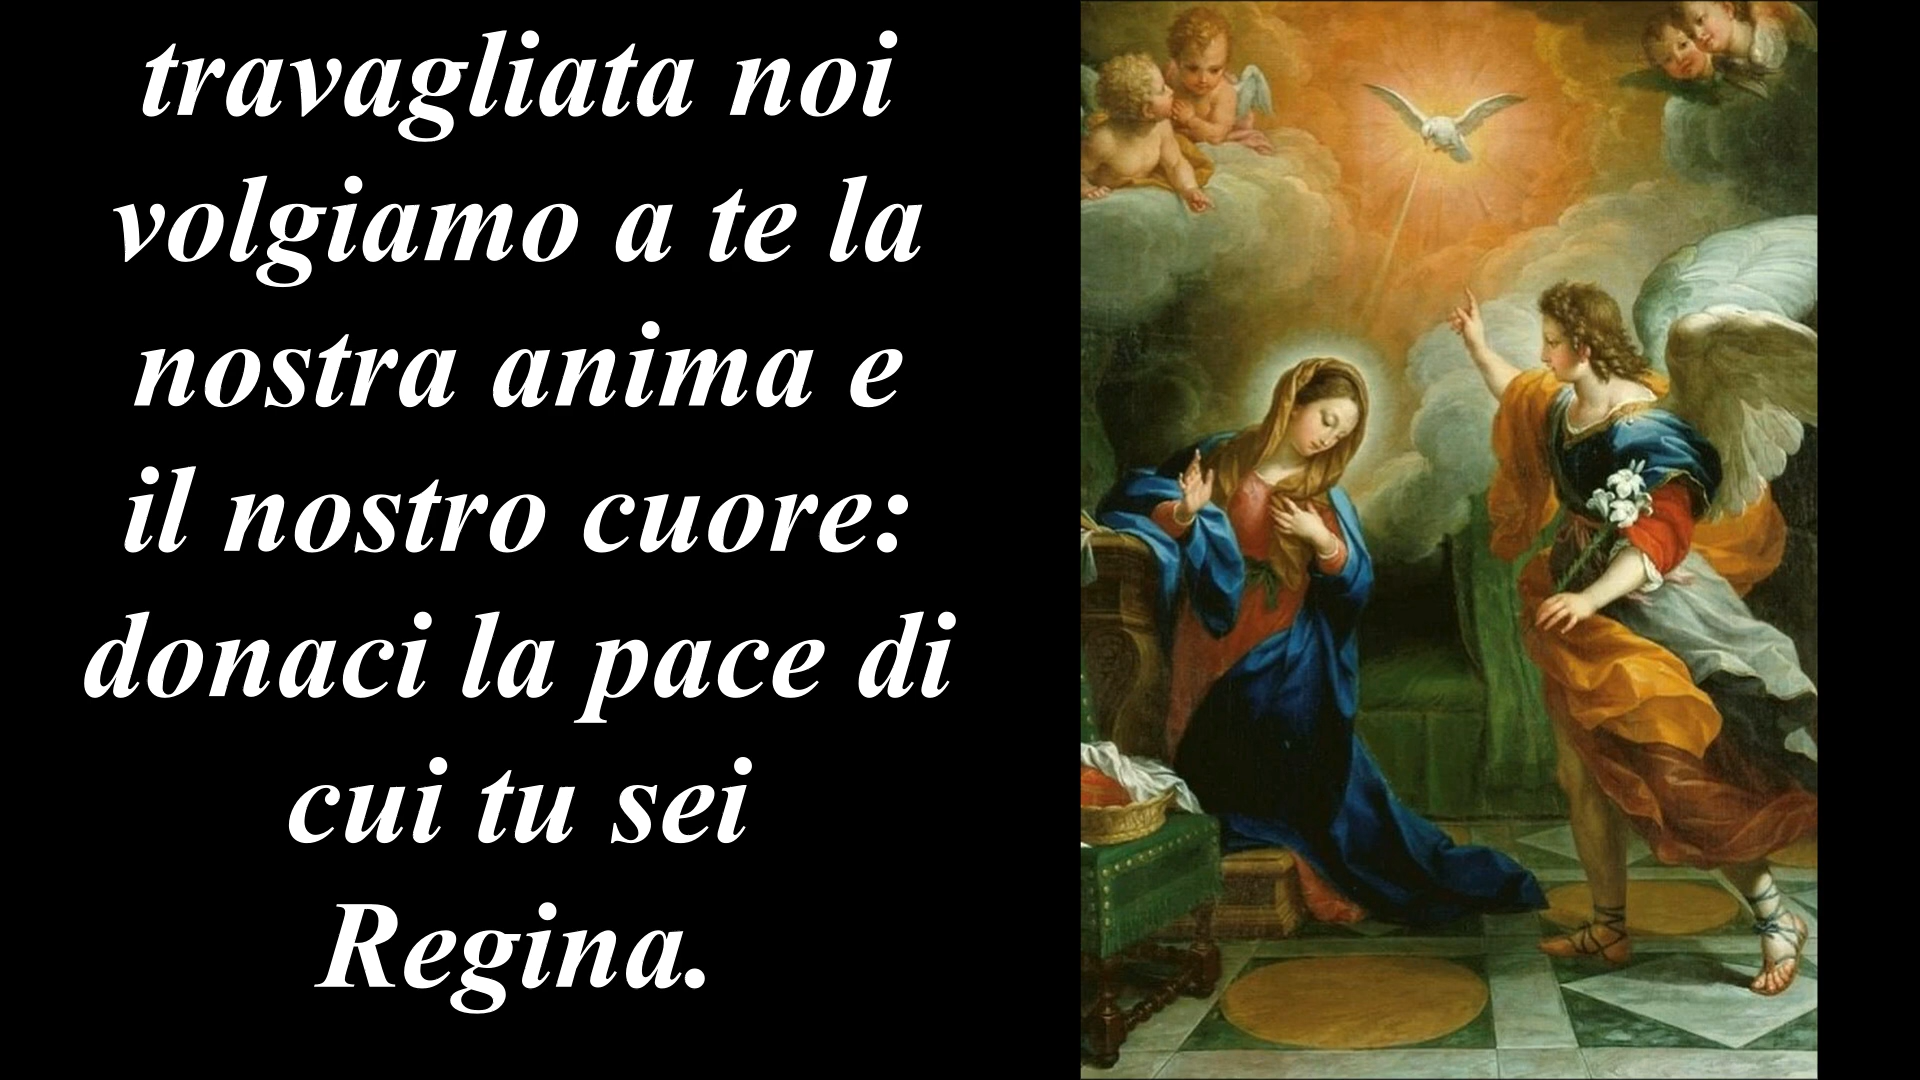 travagliata noi
volgiamo a te la
nostra anima e
il nostro cuore:
donaci la pace di
cui tu sei
Regina.